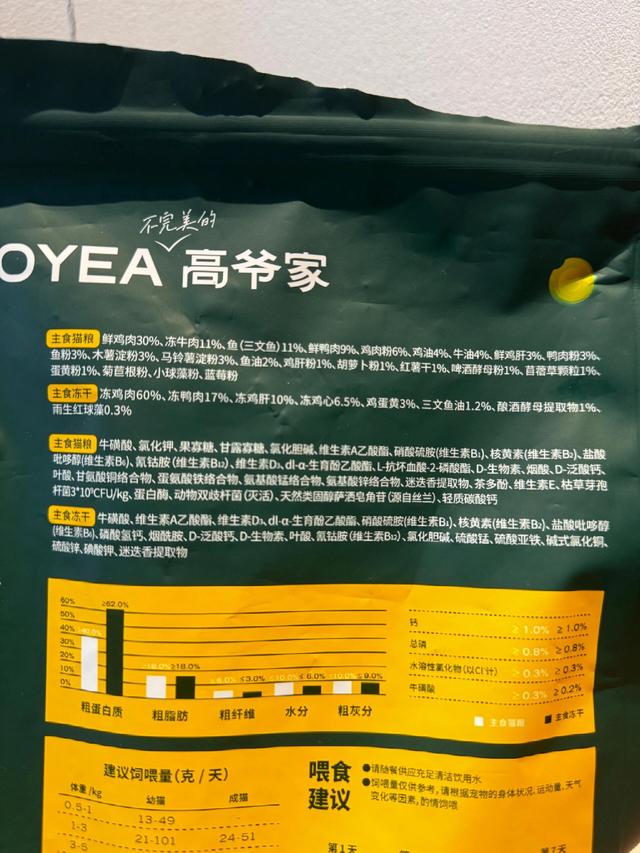 不完美的
OYEA 高爷家
主食猫粮 鲜鸡肉30%、冻牛肉11%、鱼(三文鱼)11%、鲜鸭肉9%、鸡肉粉6%、鸡油4%、牛油4%、鲜鸡肝3%、鸭肉粉3%、
鱼粉3%、木薯淀粉3%、马铃薯淀粉3%、鱼油2%、鸡肝粉1%、胡萝卜粉1%、红薯干1%、啤酒酵母粉1%、苜蓿草颗粒1%、
蛋黄粉1%、菊苣根粉、小球藻粉、蓝莓粉
主食冻干 冻鸡肉60%、冻鸭肉17%、冻鸡肝10%、冻鸡心6.5%、鸡蛋黄3%、三文鱼油1.2%、酿酒酵母提取物1%、
雨生红球藻0.3%
主食猫粮 牛磺酸、氯化钾、果寡糖、甘露寡糖、氯化胆碱、维生素A乙酸酯、硝酸硫胺(维生素B₁)、核黄素(维生素B₂)、盐酸
吡哆醇(维生素B₆)、氰钴胺(维生素B₁₂)、维生素D₃、dl-α-生育酚乙酸酯、L-抗坏血酸-2-磷酸酯、D-生物素、烟酸、D-泛酸钙、
叶酸、甘氨酸铜络合物、蛋氨酸铁络合物、氨基酸锰络合物、氨基酸锌络合物、迷迭香提取物、茶多酚、维生素E、枯草芽孢
杆菌3*10⁸CFU/kg、蛋白酶、动物双歧杆菌(灭活)、天然类固醇萨洒皂角苷(源自丝兰)、轻质碳酸钙
主食冻干 牛磺酸、维生素A乙酸酯、维生素D₃、dl-α-生育酚乙酸酯、硝酸硫胺(维生素B₁)、核黄素(维生素B₂)、盐酸吡哆醇
(维生素B₆)、磷酸氢钙、烟酰胺、D-泛酸钙、D-生物素、叶酸、氰钴胺(维生素B₁₂)、氯化胆碱、硫酸锰、硫酸亚铁、碱式氯化铜、
硫酸锌、碘酸钾、迷迭香提取物
60%
50%
40%
30%
20%
10%
0%
≥40.0% ≥62.0%
≥18.0% ≥18.0%
≤3.0%
≤10.0% ≤6.0%
≤10.0% ≤9.0%
粗蛋白质 粗脂肪 粗纤维 水分 粗灰分
钙 ≥1.0% ≥1.0%
总磷 ≥0.8% ≥0.8%
水溶性氯化物(以Cl⁻计) ≥0.3% ≥0.3%
牛磺酸 ≥0.3% ≥0.2%
主食猫粮 主食冻干
建议饲喂量(克/天)
体重/kg 幼猫 成猫
0.5-1 13-49
1-3 21-101 24-51
3-5
喂食
建议
●请随餐供应充足清洁饮用水
●饲喂量仅供参考,请根据宠物的身体状况、运动量、天气
变化等因素,酌情饲喂
第1天 第7天